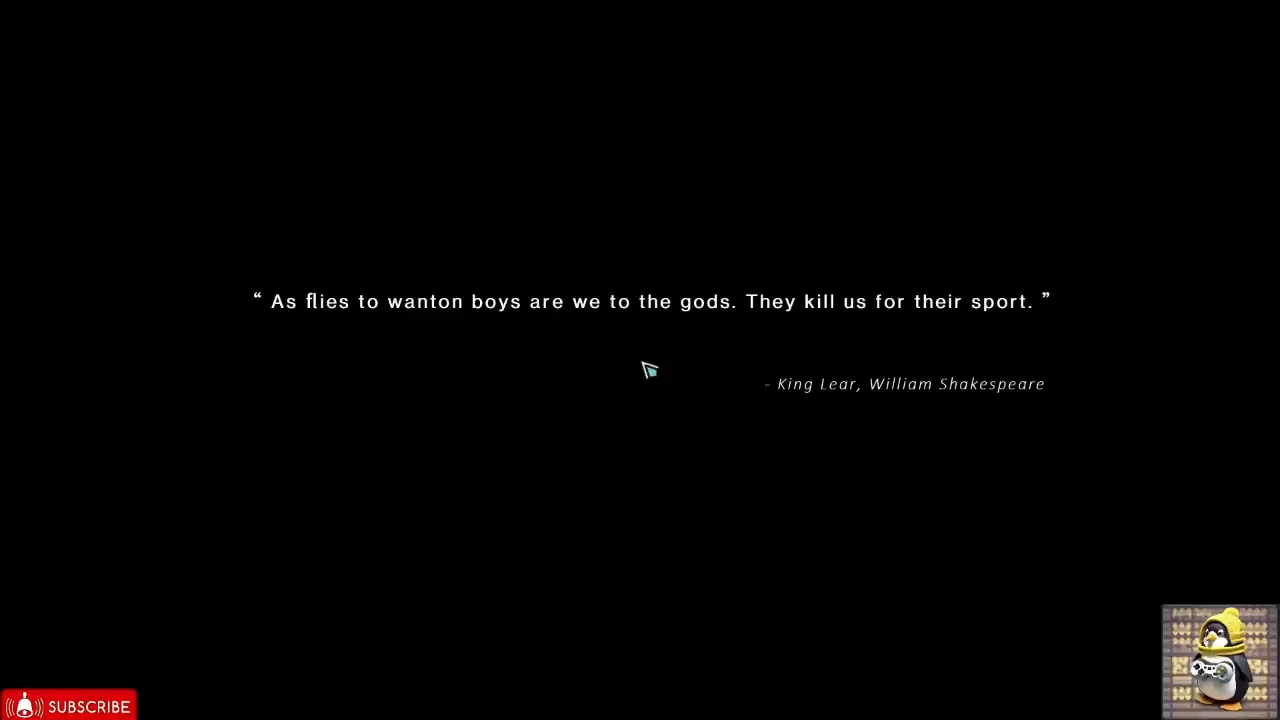 “ As flies to wanton boys are we to the gods. They kill us for their sport. ”
- King Lear, William Shakespeare
SUBSCRIBE